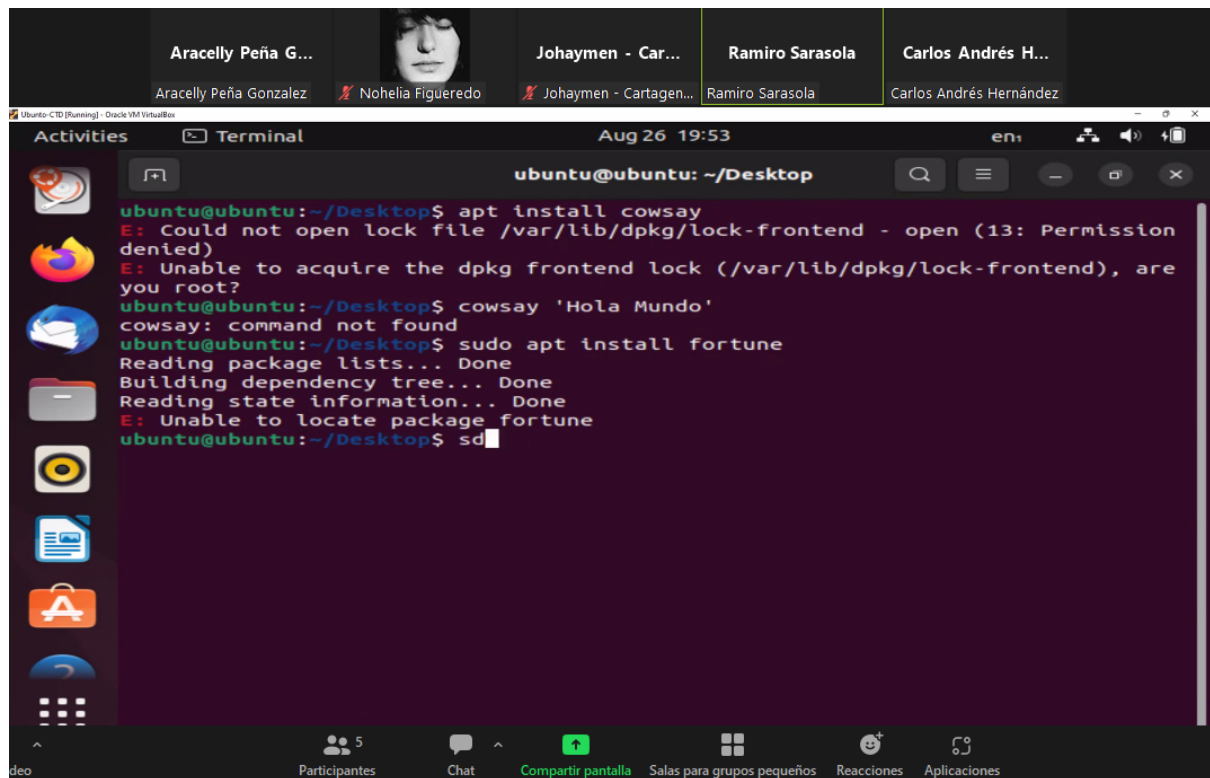 Aracelly Peña G...
Johaymen - Car...
Ramiro Sarasola
Carlos Andrés H...
Aracelly Peña Gonzalez
Nohelia Figueredo
Johaymen - Cartagen...
Ramiro Sarasola
Carlos Andrés Hernández
Ubunto-CTD [Running] - Oracle VM VirtualBox
Activities
Terminal
Aug 26 19:53
en₁
ubuntu@ubuntu: ~/Desktop
ubuntu@ubuntu:~/Desktop$ apt install cowsay
E: Could not open lock file /var/lib/dpkg/lock-frontend - open (13: Permission
denied)
E: Unable to acquire the dpkg frontend lock (/var/lib/dpkg/lock-frontend), are
you root?
ubuntu@ubuntu:~/Desktop$ cowsay 'Hola Mundo'
cowsay: command not found
ubuntu@ubuntu:~/Desktop$ sudo apt install fortune
Reading package lists... Done
Building dependency tree... Done
Reading state information... Done
E: Unable to locate package fortune
ubuntu@ubuntu:~/Desktop$ sd
5
deo
Participantes
Chat
Compartir pantalla
Salas para grupos pequeños
Reacciones
Aplicaciones